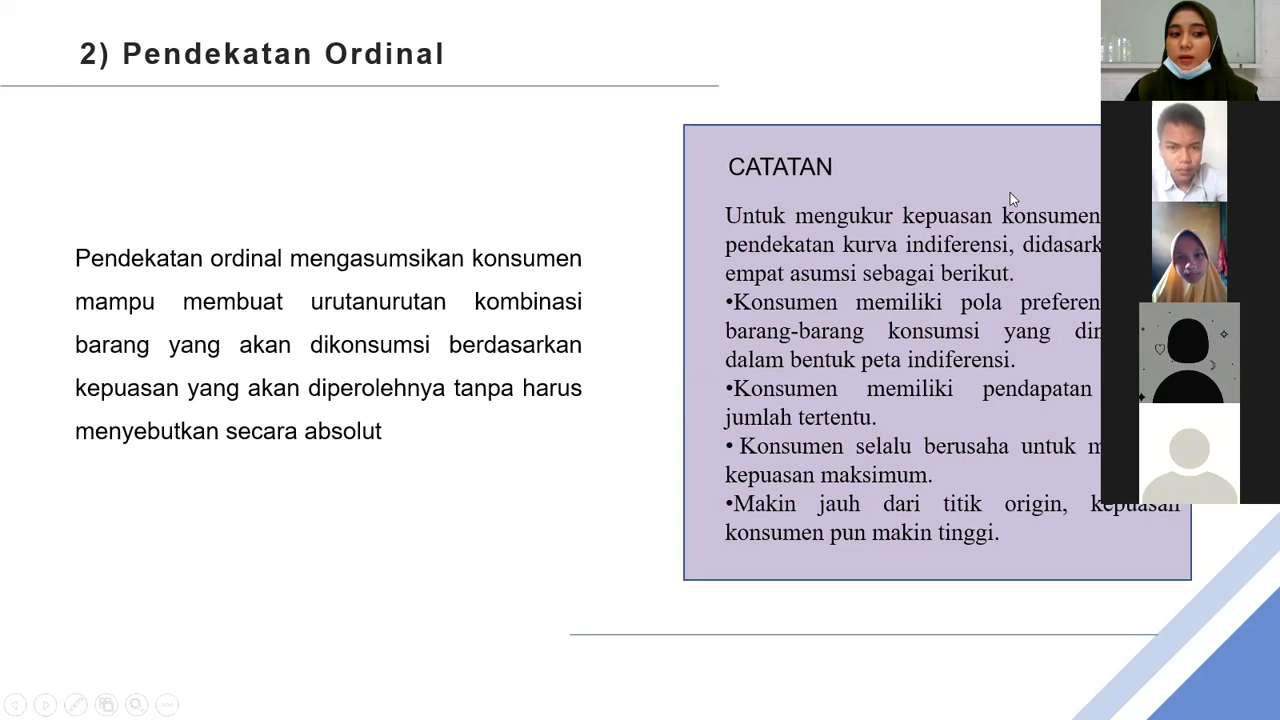 2) Pendekatan Ordinal
Pendekatan ordinal mengasumsikan konsumen
mampu membuat urutanurutan kombinasi
barang yang akan dikonsumsi berdasarkan
kepuasan yang akan diperolehnya tanpa harus
menyebutkan secara absolut
CATATAN
Untuk mengukur kepuasan konsumen
pendekatan kurva indiferensi,
empat asumsi sebagai berikut.
•Konsumen memiliki pola
barang-barang konsumsi yang
dalam bentuk peta indiferensi.
•Konsumen memiliki pendapatan
jumlah tertentu.
• Konsumen selalu berusaha untuk
kepuasan maksimum.
•Makin jauh dari titik origin, kepuasan
konsumen pun makin tinggi.